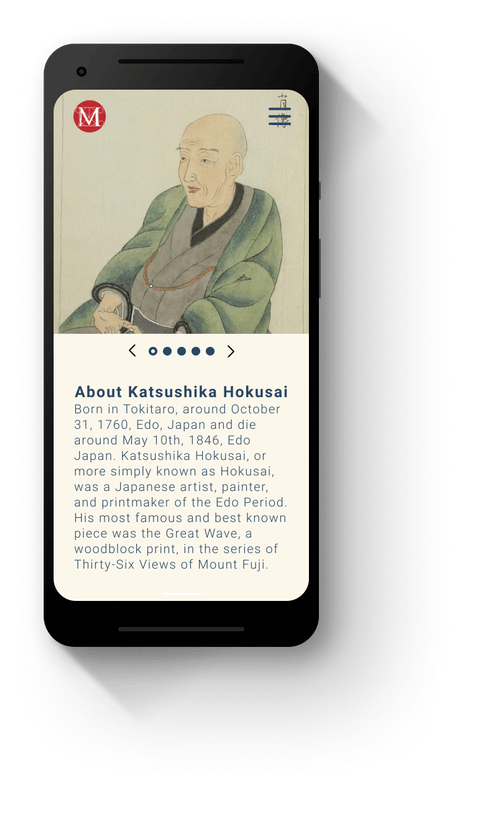 M
About Katsushika Hokusai
Born in Tokitaro, around October
31, 1760, Edo, Japan and die
around May 10th, 1846, Edo
Japan. Katsushika Hokusai, or
more simply known as Hokusai,
was a Japanese artist, painter,
and printmaker of the Edo Period.
His most famous and best known
piece was the Great Wave, a
woodblock print, in the series of
Thirty-Six Views of Mount Fuji.